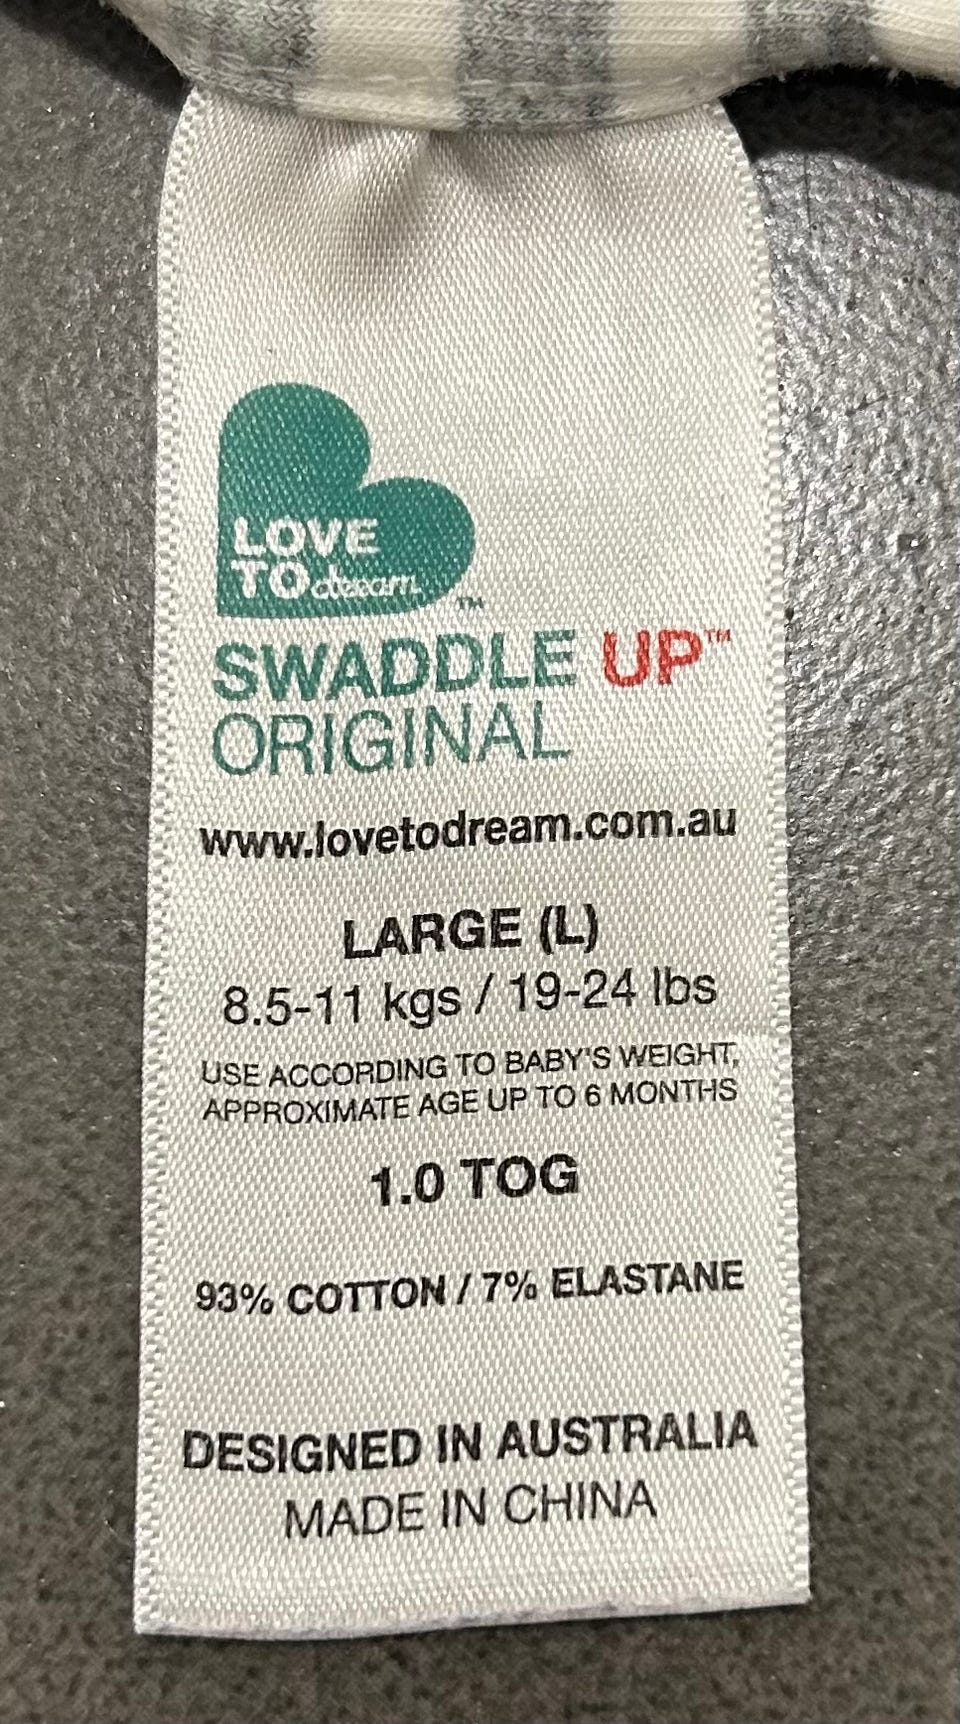 LOVE
TO dream™
SWADDLE UP™
ORIGINAL
www.lovetodream.com.au
LARGE (L)
8.5-11 kgs / 19-24 lbs
USE ACCORDING TO BABY'S WEIGHT,
APPROXIMATE AGE UP TO 6 MONTHS
1.0 TOG
93% COTTON / 7% ELASTANE
DESIGNED IN AUSTRALIA
MADE IN CHINA